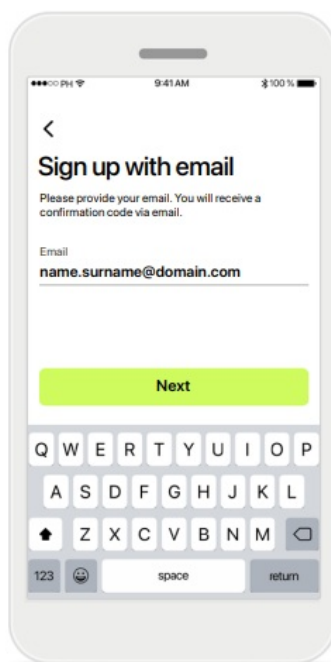 PH 9:41 AM 100 %
Sign up with email
Please provide your email. You will receive a
confirmation code via email.
Email
name.surname@domain.com
Next
Q W E R T Y U I O P
A S D F G H J K L
Z X C V B N M
123 space return